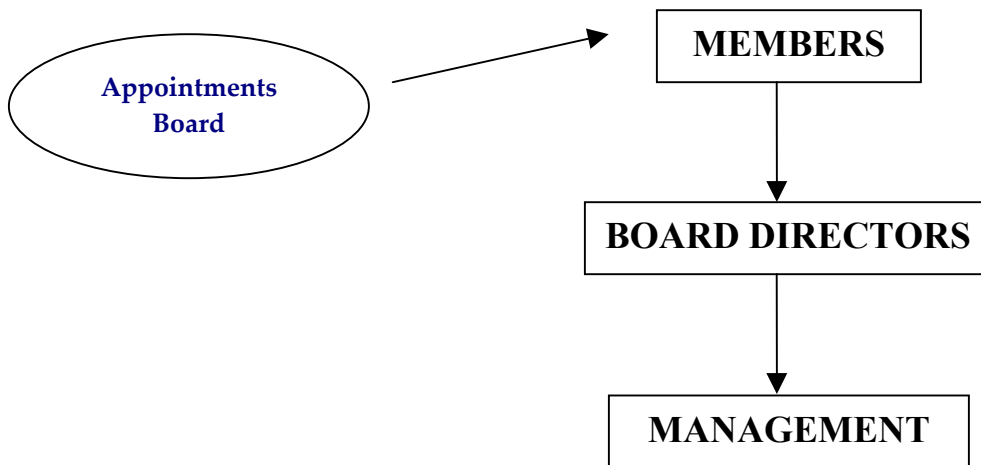 MEMBERS
Appointments
Board
BOARD DIRECTORS
MANAGEMENT